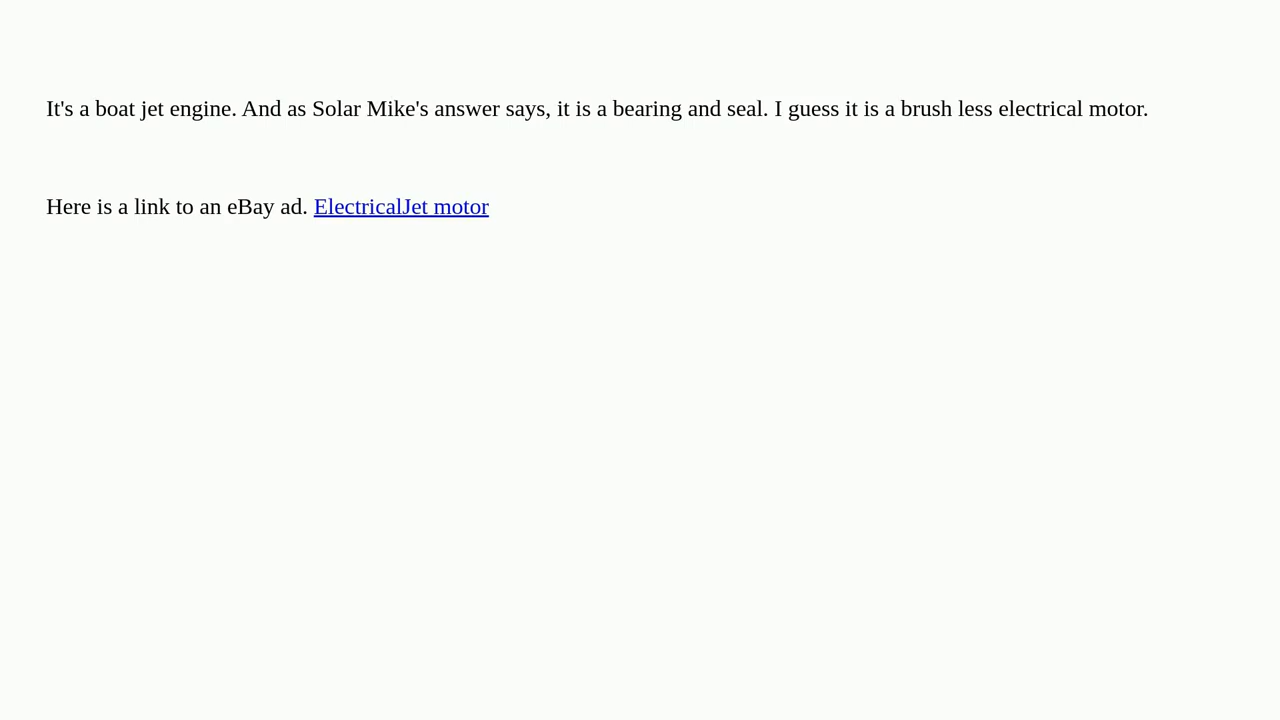 It's a boat jet engine. And as Solar Mike's answer says, it is a bearing and seal. I guess it is a brush less electrical motor.
Here is a link to an eBay ad. ElectricalJet motor